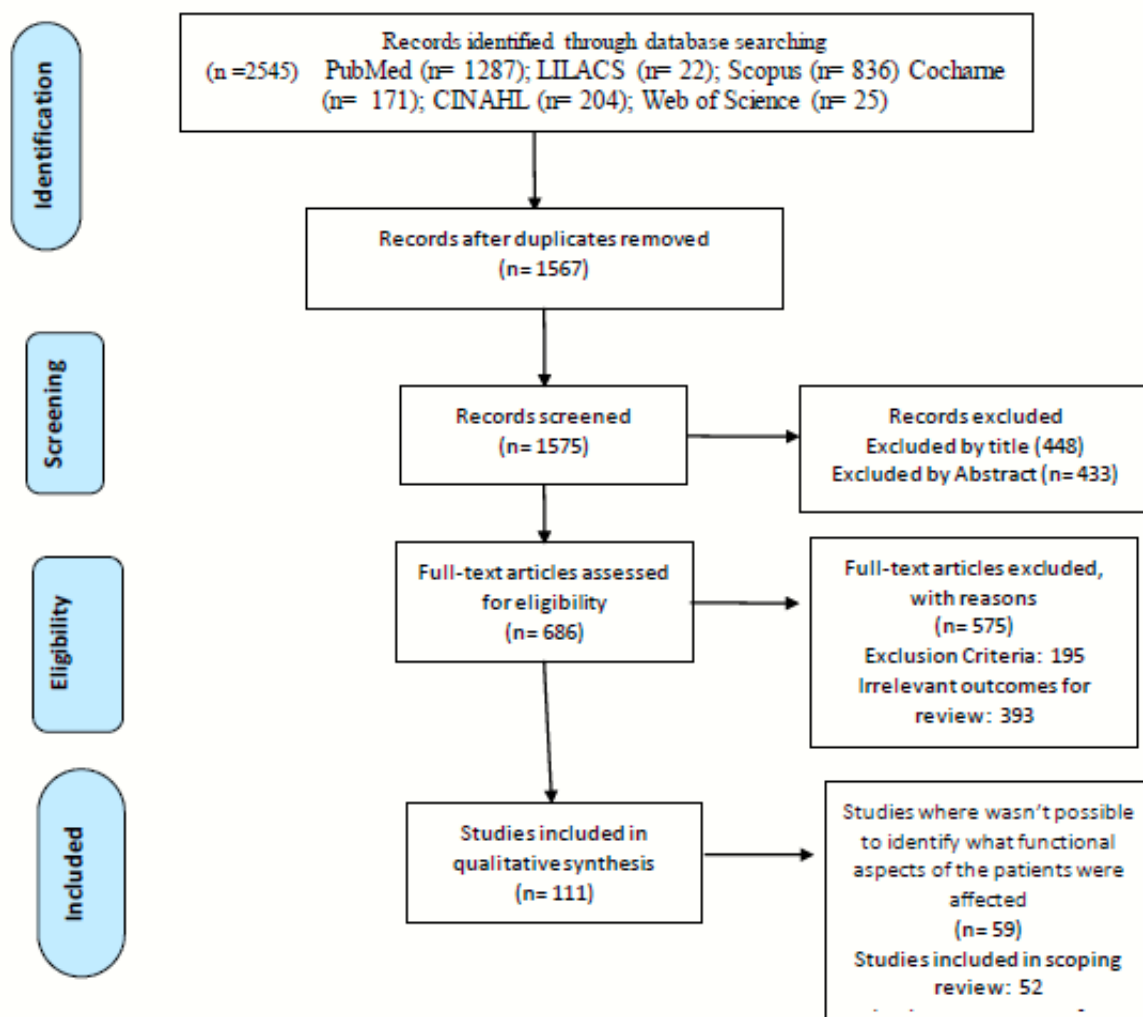 Identification
Records identified through database searching
(n =2545) PubMed (n= 1287); LILACS (n= 22); Scopus (n= 836) Cocharne
(n= 171); CINAHL (n= 204); Web of Science (n= 25)
Records after duplicates removed
(n= 1567)
Screening
Records screened
(n= 1575)
Records excluded
Excluded by title (448)
Excluded by Abstract (n= 433)
Eligibility
Full-text articles assessed
for eligibility
(n= 686)
Full-text articles excluded,
with reasons
(n= 575)
Exclusion Criteria: 195
Irrelevant outcomes for
review: 393
Included
Studies included in
qualitative synthesis
(n= 111)
Studies where wasn't possible
to identify what functional
aspects of the patients were
affected
(n= 59)
Studies included in scoping
review: 52